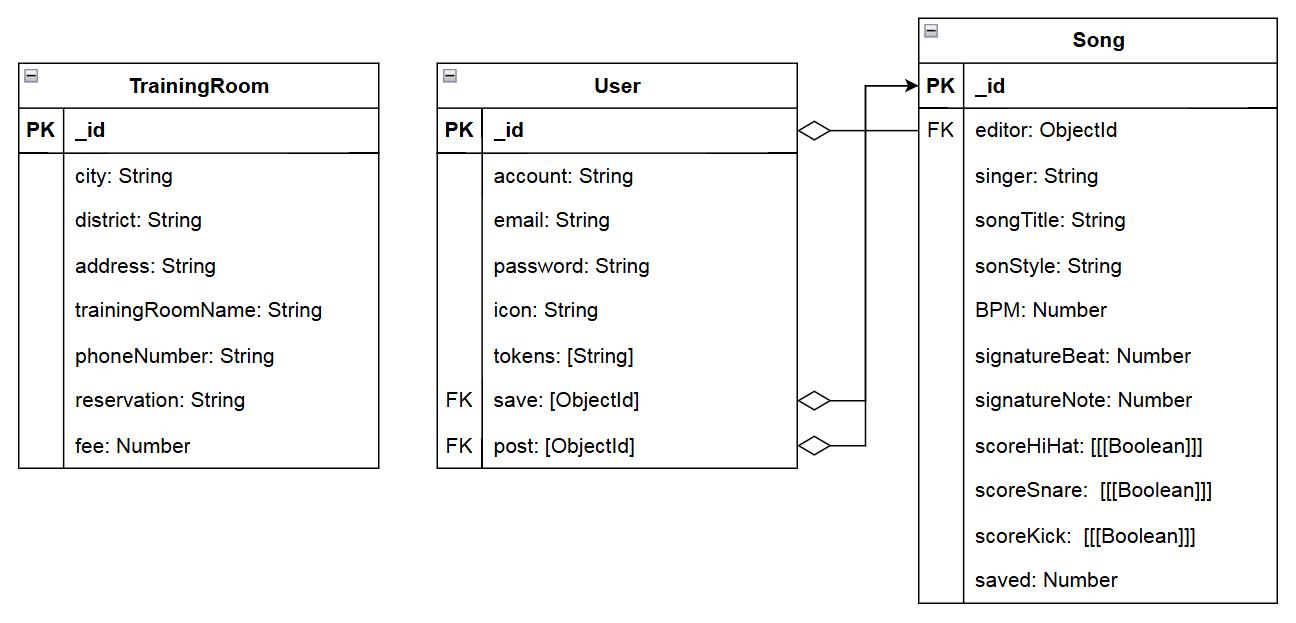 TrainingRoom
PK _id
city: String
district: String
address: String
trainingRoomName: String
phoneNumber: String
reservation: String
fee: Number
User
PK _id
account: String
email: String
password: String
icon: String
tokens: [String]
FK save: [ObjectId]
FK post: [ObjectId]
Song
PK _id
FK editor: ObjectId
singer: String
songTitle: String
sonStyle: String
BPM: Number
signatureBeat: Number
signatureNote: Number
scoreHiHat: [[[Boolean]]]
scoreSnare: [[[Boolean]]]
scoreKick: [[[Boolean]]]
saved: Number